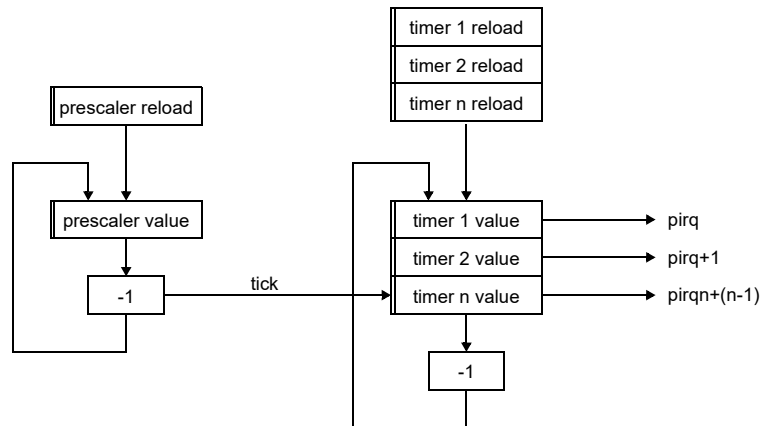 timer 1 reload
timer 2 reload
timer n reload
prescaler reload
prescaler value
-1
tick
timer 1 value
timer 2 value
timer n value
pirq
pirq+1
pirqn+(n-1)
-1